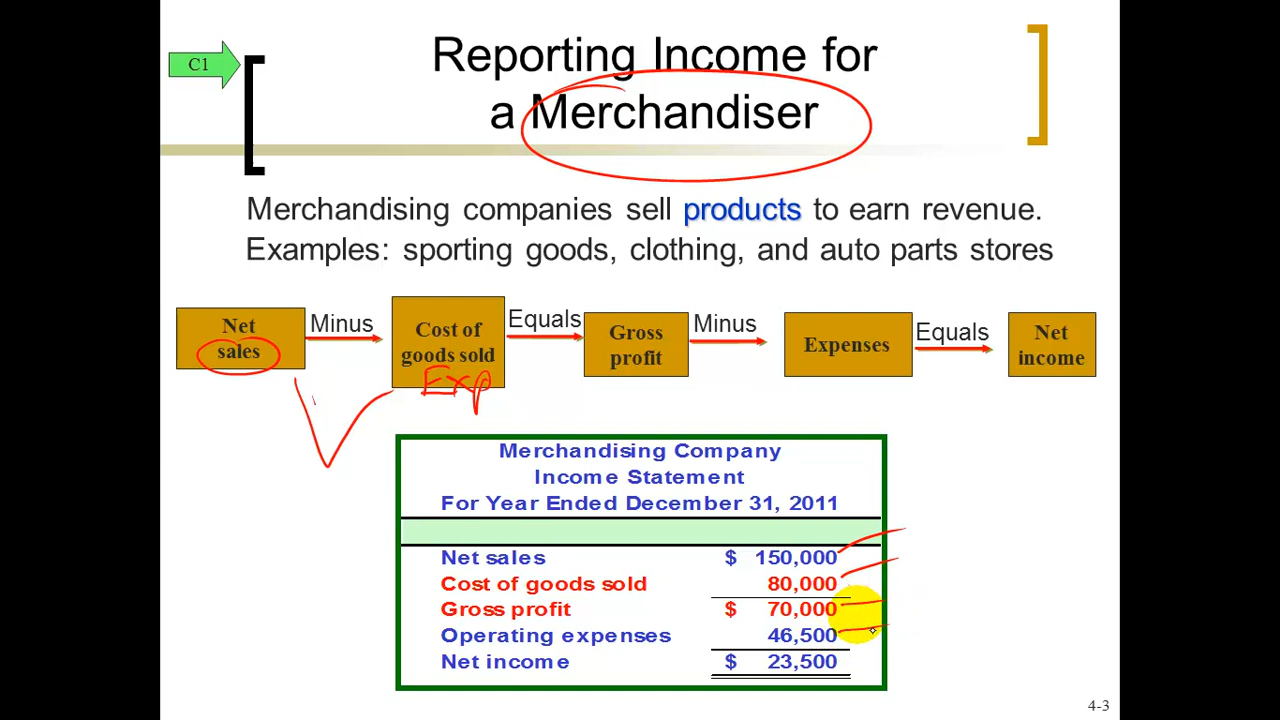 C1
Reporting Income for
a Merchandiser
Merchandising companies sell products to earn revenue.
Examples: sporting goods, clothing, and auto parts stores
Net
sales
Minus
Cost of
goods sold
Exp
Equals
Gross
profit
Minus
Expenses
Equals
Net
income
Merchandising Company
Income Statement
For Year Ended December 31, 2011
Net sales $ 150,000
Cost of goods sold 80,000
Gross profit $ 70,000
Operating expenses 46,500
Net income $ 23,500
4-3